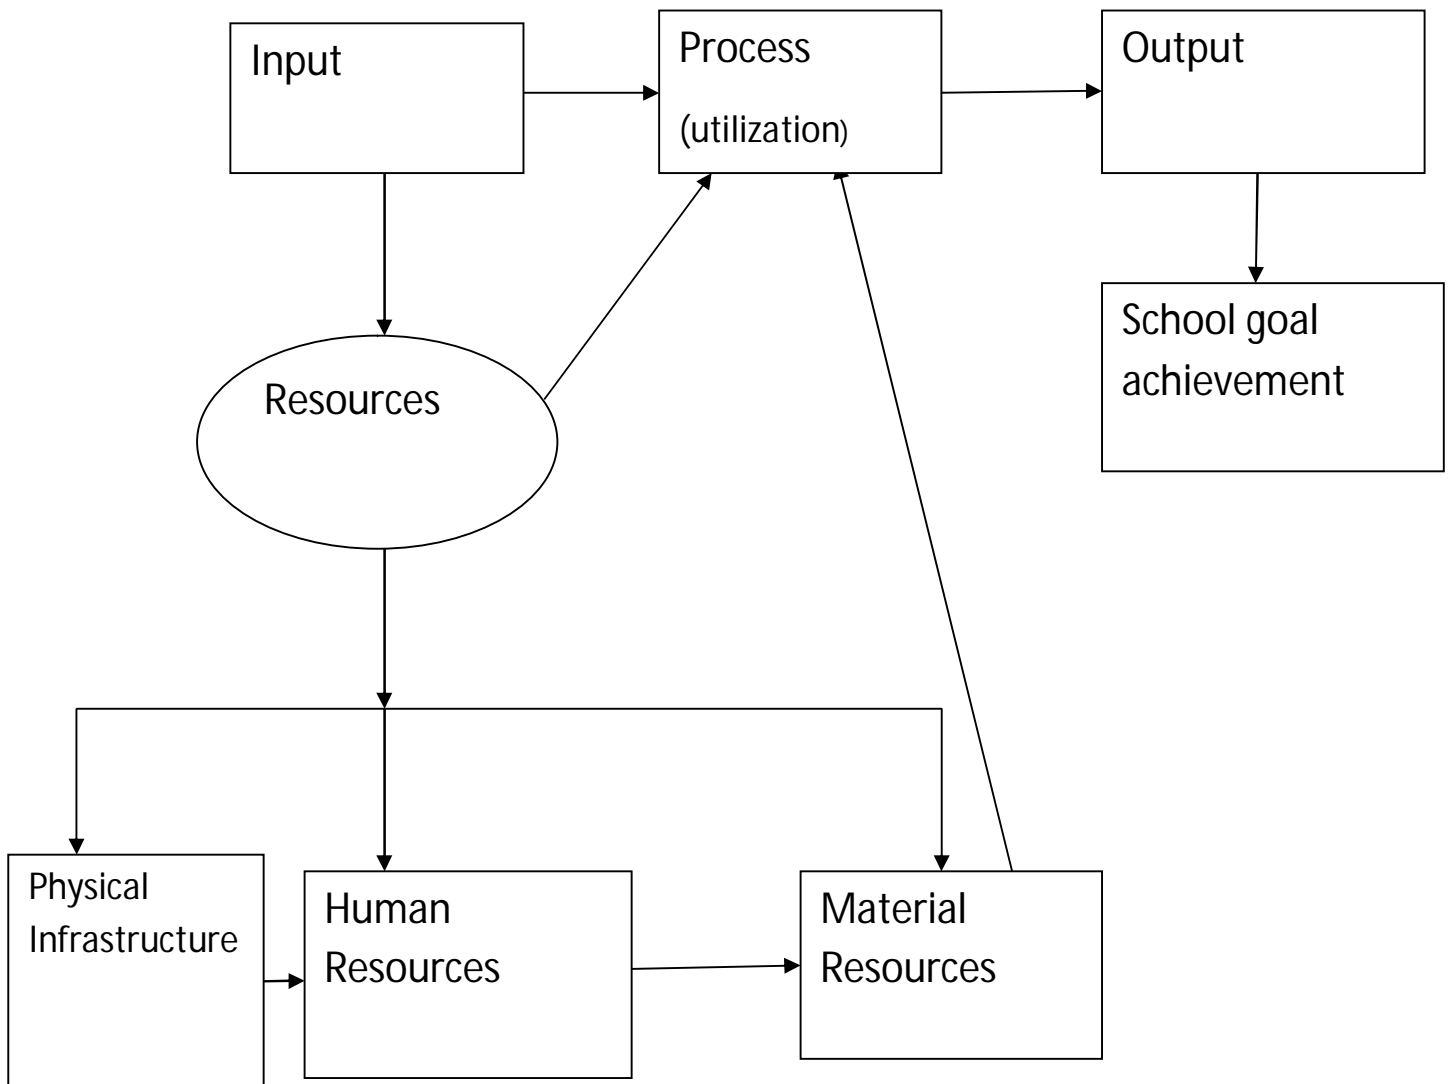 Input
Process
(utilization)
Output
School goal
achievement
Resources
Physical
Infrastructure
Human
Resources
Material
Resources